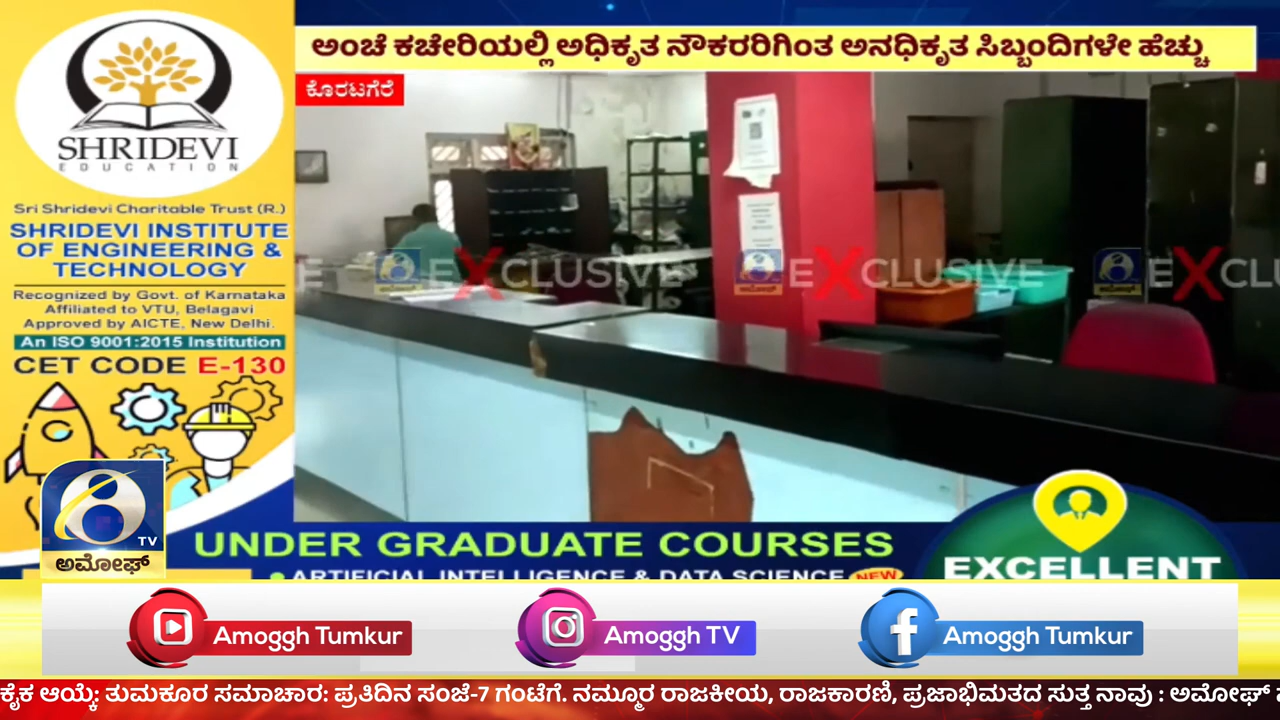 ಅಂಚೆ ಕಚೇರಿಯಲ್ಲಿ ಅಧಿಕೃತ ನೌಕರರಿಗಿಂತ ಅನಧಿಕೃತ ಸಿಬ್ಬಂದಿಗಳೇ ಹೆಚ್ಚು
ಕೊರಟಗೆರೆ
SHRIDEVI
EDUCATION
Sri Shridevi Charitable Trust (R.)
SHRIDEVI INSTITUTE
OF ENGINEERING &
TECHNOLOGY
Recognized by Govt. of Karnataka
Affiliated to VTU, Belagavi
Approved by AICTE, New Delhi.
An ISO 9001:2015 Institution
CET CODE E-130
EXCLUSIVE
EXCLUSIVE
EX
TV
ಅಮೋಘ್
UNDER GRADUATE COURSES
ARTIFICIAL INTELLIGENCE & DATA SCIENCE NEW
EXCELLENT
Amoggh Tumkur
Amoggh TV
Amoggh Tumkur
ಕೈಕ ಆಯ್ಕೆ: ತುಮಕೂರ ಸಮಾಚಾರ: ಪ್ರತಿದಿನ ಸಂಜೆ-7 ಗಂಟೆಗೆ. ನಮ್ಮೂರ ರಾಜಕೀಯ, ರಾಜಕಾರಣಿ, ಪ್ರಜಾಭಿಮತದ ಸುತ್ತ ನಾವು : ಅಮೋಘ್